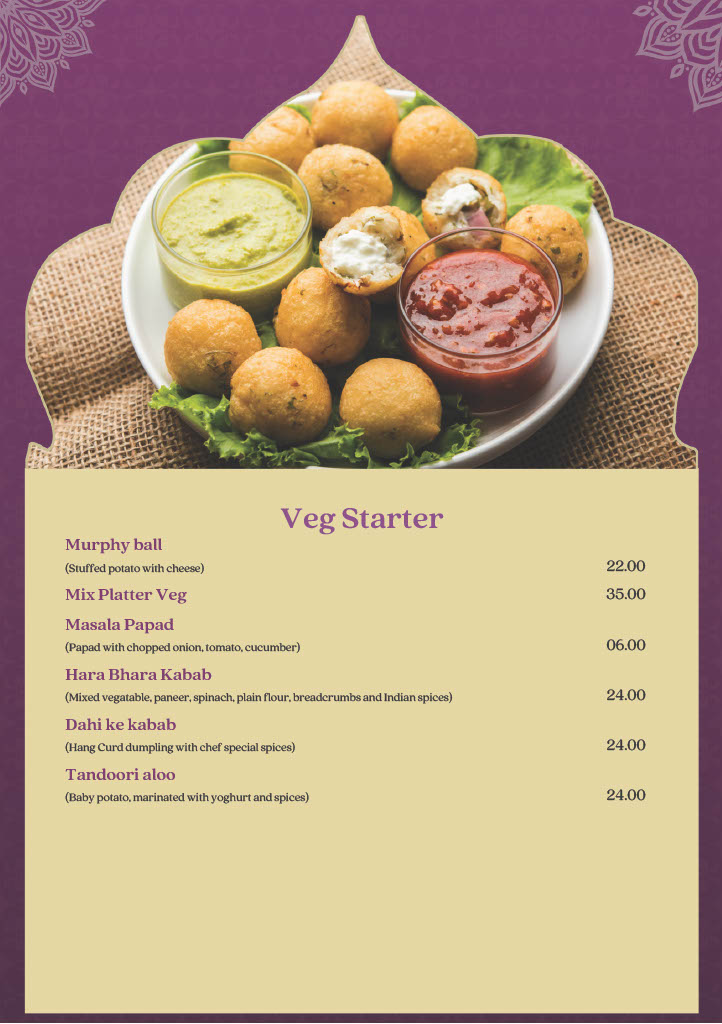 Veg Starter
Murphy ball
(Stuffed potato with cheese) 22.00
Mix Platter Veg 35.00
Masala Papad
(Papad with chopped onion, tomato, cucumber) 06.00
Hara Bhara Kabab
(Mixed vegatable, paneer, spinach, plain flour, breadcrumbs and Indian spices) 24.00
Dahi ke kabab
(Hang Curd dumpling with chef special spices) 24.00
Tandoori aloo
(Baby potato, marinated with yoghurt and spices) 24.00